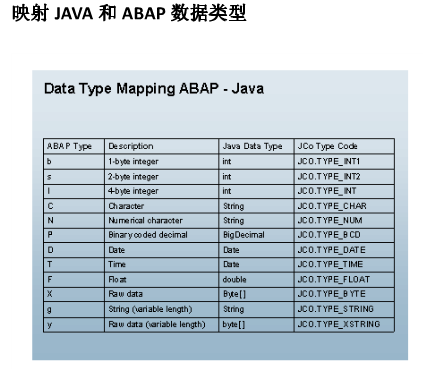 映射 JAVA 和 ABAP 数据类型
Data Type Mapping ABAP - Java
ABAP Type Description Java Data Type JCo Type Code
b 1-byte integer int JCO.TYPE_INT1
s 2-byte integer int JCO.TYPE_INT2
I 4-byte integer int JCO.TYPE_INT
C Character String JCO.TYPE_CHAR
N Numerical character String JCO.TYPE_NUM
P Binary coded decimal BigDecimal JCO.TYPE_BCD
D Date Date JCO.TYPE_DATE
T Time Date JCO.TYPE_TIME
F Float double JCO.TYPE_FLOAT
X Raw data Byte[] JCO.TYPE_BYTE
g String (variable length) String JCO.TYPE_STRING
y Raw data (variable length) byte[] JCO.TYPE_XSTRING